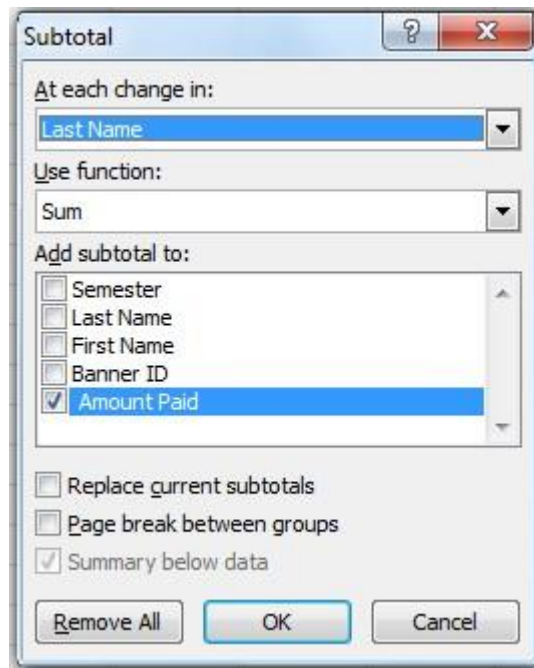 Subtotal
At each change in:
Last Name
Use function:
Sum
Add subtotal to:
Semester
Last Name
First Name
Banner ID
Amount Paid
Replace current subtotals
Page break between groups
Summary below data
Remove All OK Cancel